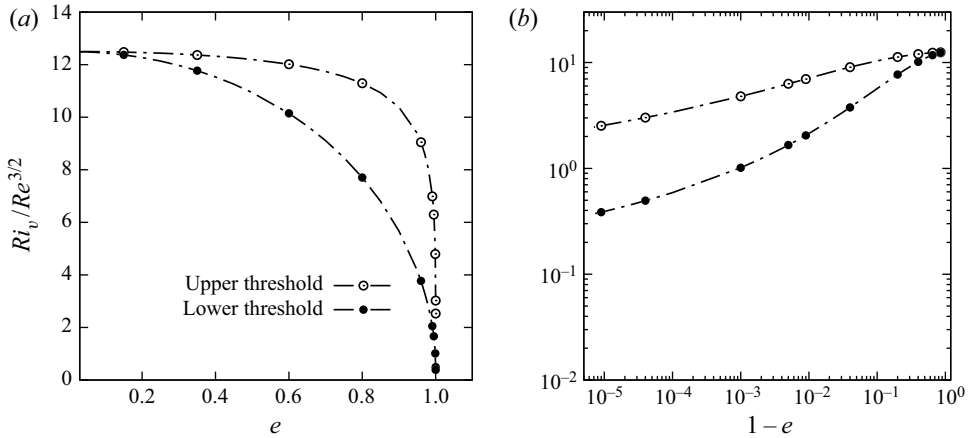 (a)
14
12
10
8
6
4
2
0
Ri_v/Re^{3/2}
Upper threshold
Lower threshold
0.2 0.4 0.6 0.8 1.0
e
(b)
10^2
10^1
10^0
10^{-1}
10^{-2}
10^{-5} 10^{-4} 10^{-3} 10^{-2} 10^{-1} 10^0
1 – e